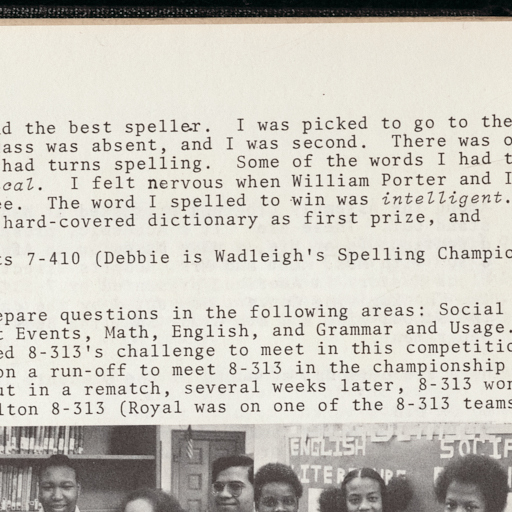 d the best speller. I was picked to go to the
ass was absent, and I was second. There was o
had turns spelling. Some of the words I had t
cal. I felt nervous when William Porter and I
ee. The word I spelled to win was intelligent.
hard-covered dictionary as first prize, and
ts 7-410 (Debbie is Wadleigh's Spelling Champio
epare questions in the following areas: Social
t Events, Math, English, and Grammar and Usage.
ed 8-313's challenge to meet in this competitio
on a run-off to meet 8-313 in the championship
ut in a rematch, several weeks later, 8-313 won
lton 8-313 (Royal was on one of the 8-313 teams
ENGLISH
SOCIA
LITERATURE